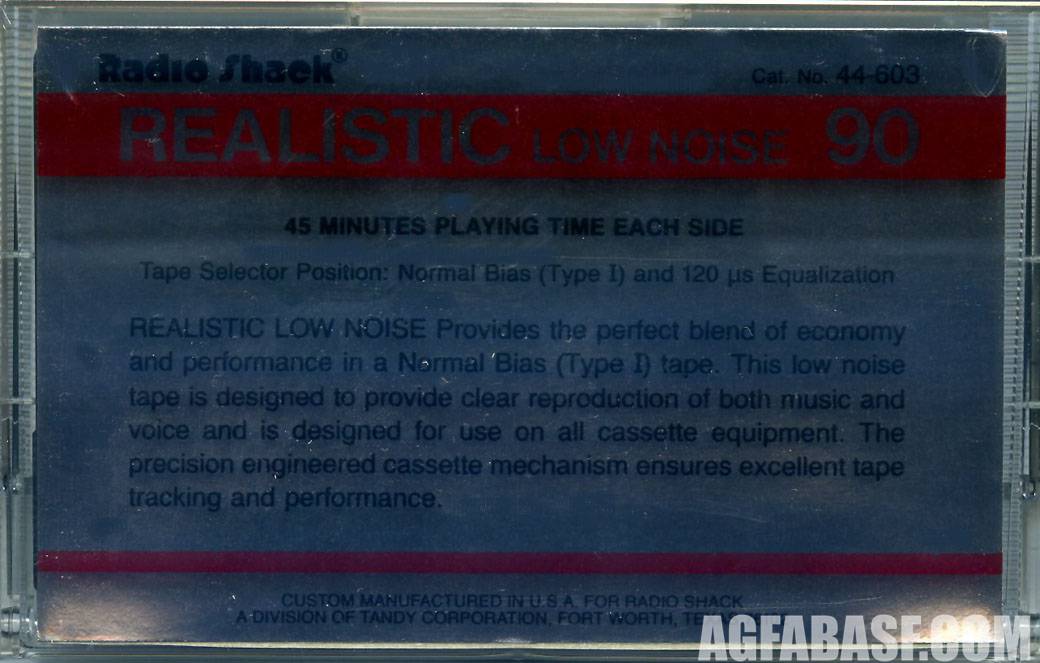 Radio Shack®
Cat. No. 44-603
REALISTIC LOW NOISE 90
45 MINUTES PLAYING TIME EACH SIDE
Tape Selector Position: Normal Bias (Type I) and 120 µs Equalization
REALISTIC LOW NOISE Provides the perfect blend of economy
and performance in a Normal Bias (Type I) tape. This low noise
tape is designed to provide clear reproduction of both music and
voice and is designed for use on all cassette equipment. The
precision engineered cassette mechanism ensures excellent tape
tracking and performance.
CUSTOM MANUFACTURED IN U.S.A. FOR RADIO SHACK
A DIVISION OF TANDY CORPORATION, FORT WORTH,
AGFABASF.COM